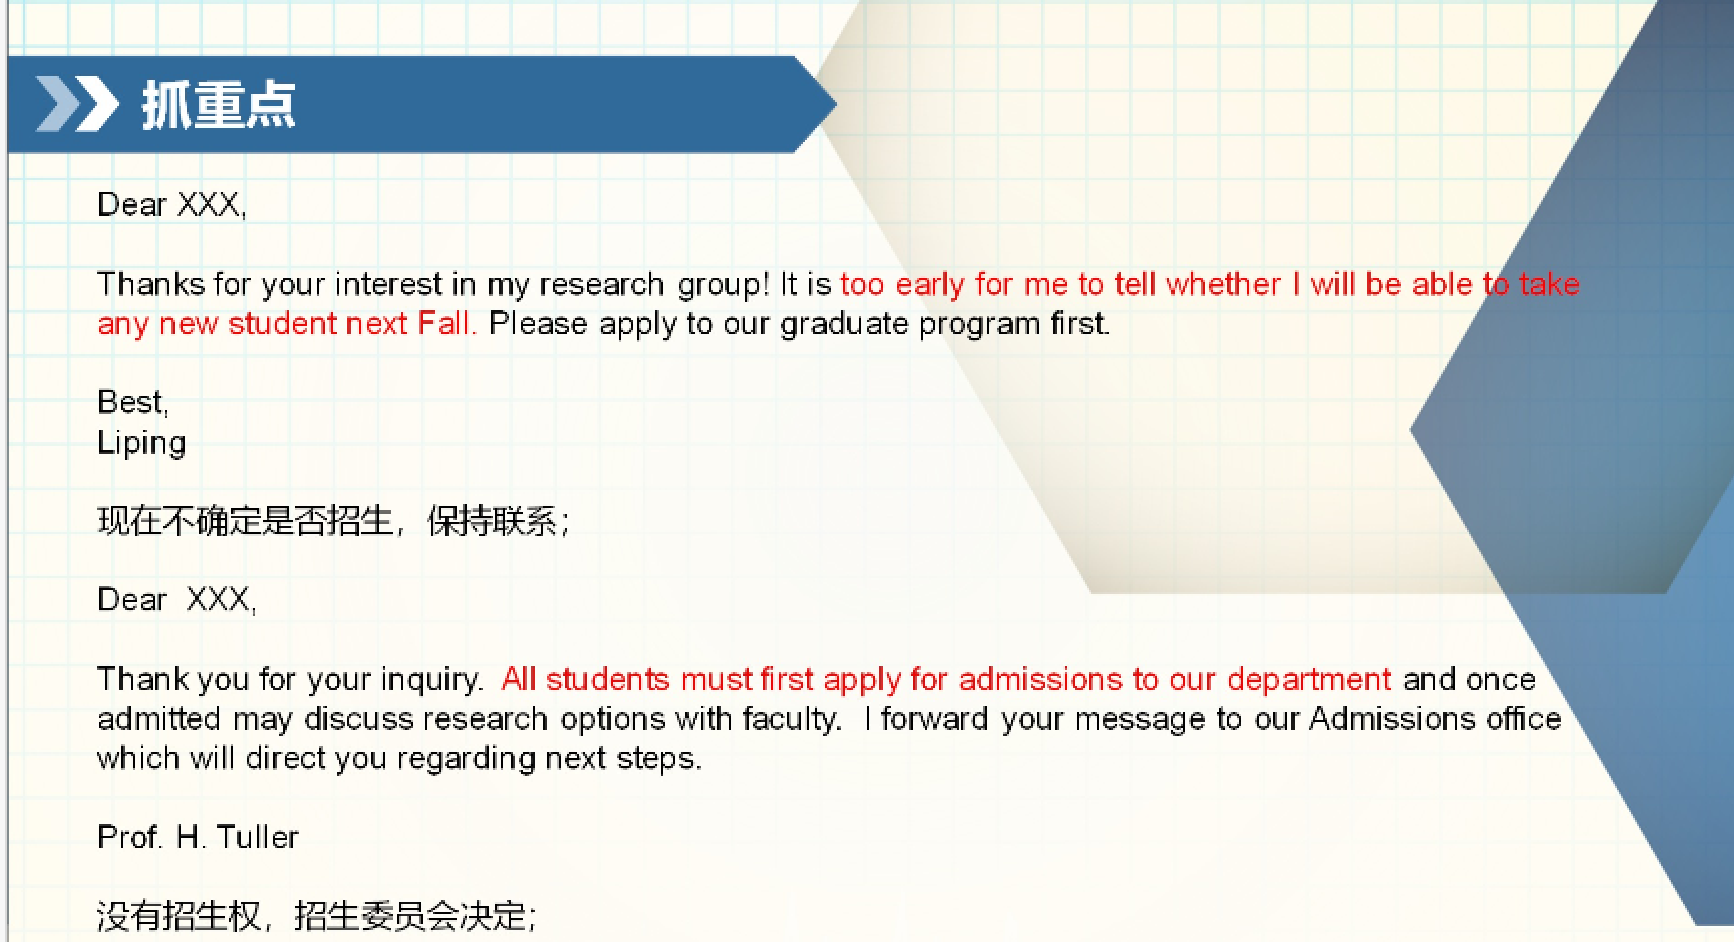 抓重点
Dear XXX,
Thanks for your interest in my research group! It is too early for me to tell whether I will be able to take
any new student next Fall. Please apply to our graduate program first.
Best,
Liping
现在不确定是否招生，保持联系；
Dear  XXX,
Thank you for your inquiry.  All students must first apply for admissions to our department and once
admitted may discuss research options with faculty.  I forward your message to our Admissions office
which will direct you regarding next steps.
Prof. H. Tuller
没有招生权，招生委员会决定；